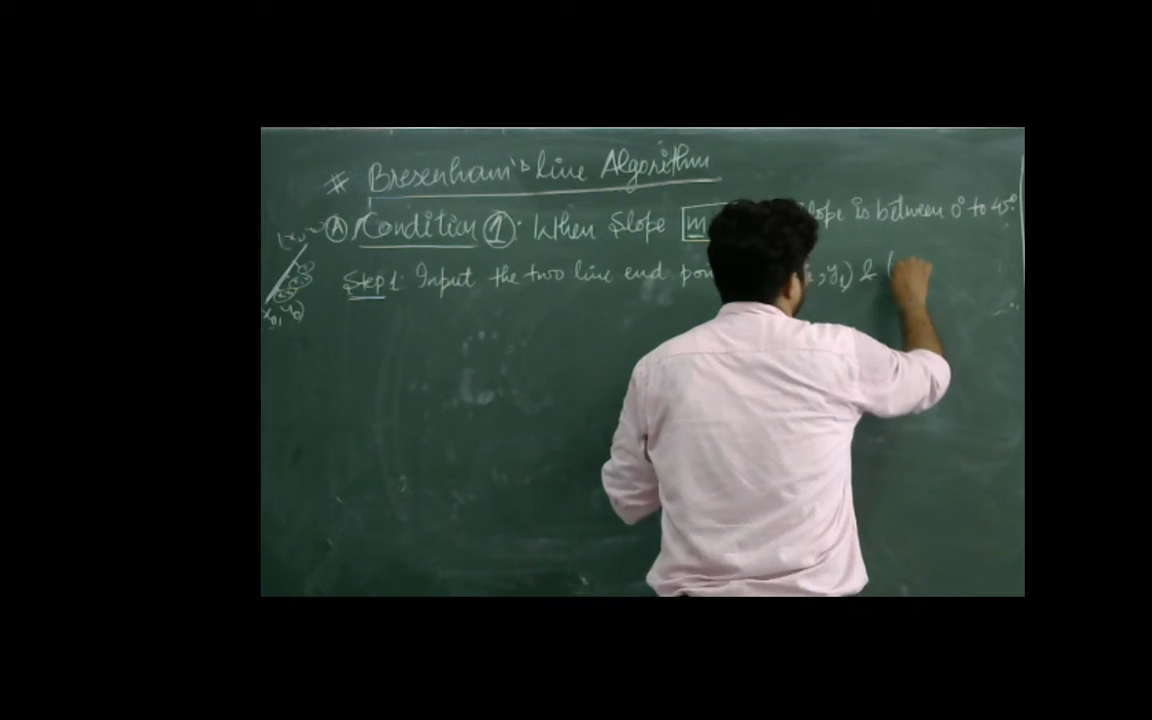 # Bresenham's line Algorithm
(A) Condition (1): When Slope m slope is between 0° to 45°
Step 1: Input the two line end , y1) & (